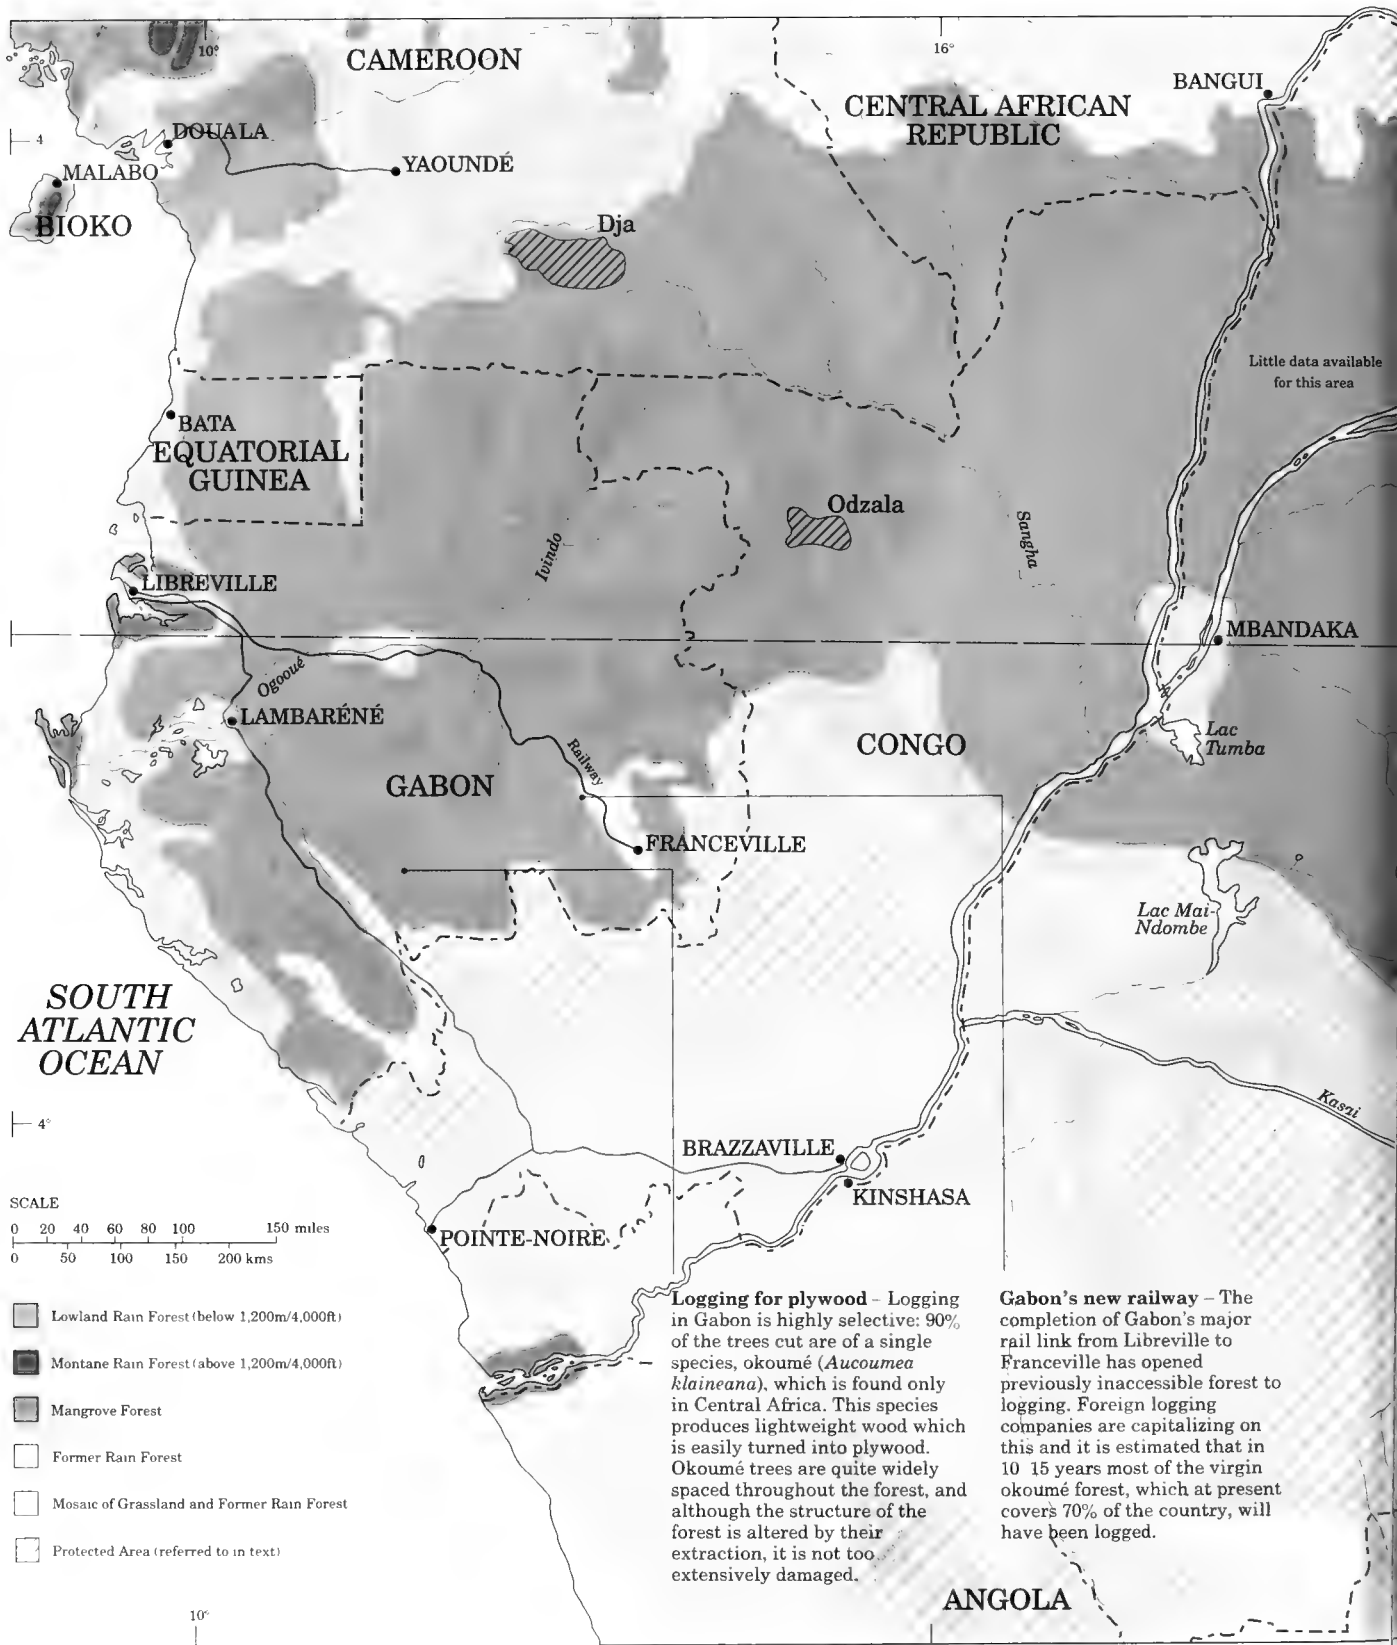 10°
16°
CAMEROON
BANGUI
CENTRAL AFRICAN
REPUBLIC
4
DOUALA
MALABO
YAOUNDÉ
BIOKO
Dja
Little data available
for this area
BATA
EQUATORIAL
GUINEA
Odzala
Ivindo
Sangha
LIBREVILLE
MBANDAKA
Ogooué
LAMBARÉNÉ
Lac
Tumba
CONGO
Railway
GABON
FRANCEVILLE
Lac Mai-
Ndombe
SOUTH
ATLANTIC
OCEAN
Kasai
4°
BRAZZAVILLE
KINSHASA
POINTE-NOIRE
SCALE
0 20 40 60 80 100 150 miles
0 50 100 150 200 kms
Lowland Rain Forest (below 1,200m/4,000ft)
Montane Rain Forest (above 1,200m/4,000ft)
Mangrove Forest
Former Rain Forest
Mosaic of Grassland and Former Rain Forest
Protected Area (referred to in text)
Logging for plywood – Logging
in Gabon is highly selective: 90%
of the trees cut are of a single
species, okoumé (Aucoumea
klaineana), which is found only
in Central Africa. This species
produces lightweight wood which
is easily turned into plywood.
Okoumé trees are quite widely
spaced throughout the forest, and
although the structure of the
forest is altered by their
extraction, it is not too
extensively damaged.
Gabon's new railway – The
completion of Gabon's major
rail link from Libreville to
Franceville has opened
previously inaccessible forest to
logging. Foreign logging
companies are capitalizing on
this and it is estimated that in
10 15 years most of the virgin
okoumé forest, which at present
covers 70% of the country, will
have been logged.
ANGOLA
10°